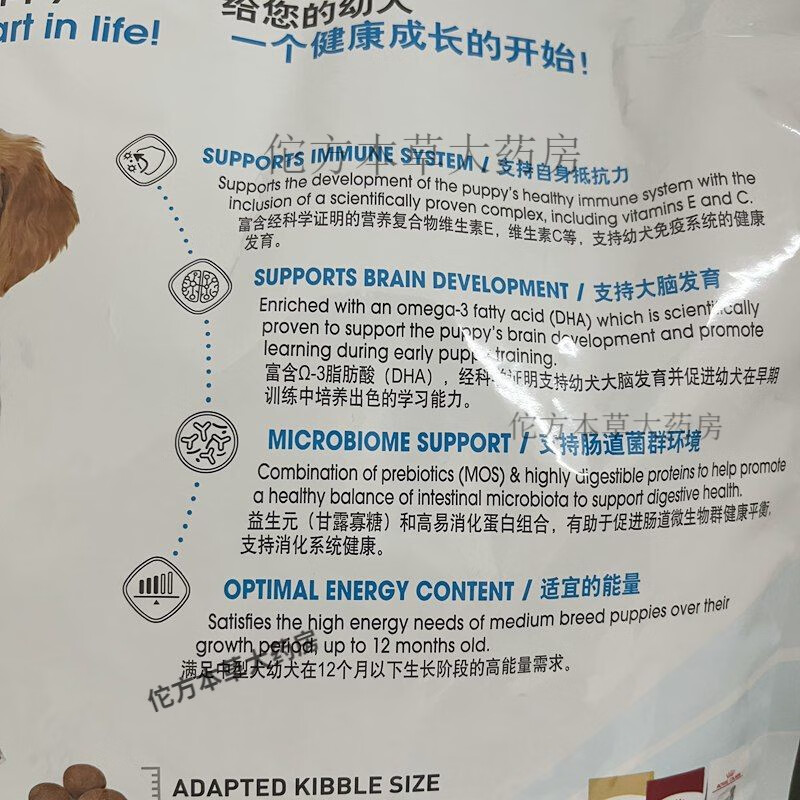 art in life!
给您的幼犬
一个健康成长的开始!
SUPPORTS IMMUNE SYSTEM / 支持自身抵抗力
Supports the development of the puppy's healthy immune system with the
inclusion of a scientifically proven complex, including vitamins E and C.
富含经科学证明的营养复合物维生素E，维生素C等，支持幼犬免疫系统的健康
发育。
SUPPORTS BRAIN DEVELOPMENT / 支持大脑发育
Enriched with an omega-3 fatty acid (DHA) which is scientifically
proven to support the puppy's brain development and promote
learning during early puppy training.
富含Ω-3脂肪酸（DHA），经科学证明支持幼犬大脑发育并促进幼犬在早期
训练中培养出色的学习能力。
MICROBIOME SUPPORT / 支持肠道菌群环境
Combination of prebiotics (MOS) & highly digestible proteins to help promote
a healthy balance of intestinal microbiota to support digestive health.
益生元（甘露寡糖）和高易消化蛋白组合，有助于促进肠道微生物群健康平衡，
支持消化系统健康。
OPTIMAL ENERGY CONTENT / 适宜的能量
Satisfies the high energy needs of medium breed puppies over their
growth period, up to 12 months old.
满足中型犬幼犬在12个月以下生长阶段的高能量需求。
ADAPTED KIBBLE SIZE
ROYAL CANIN
佗方本草大药房
佗方本草大药房
佗方本草大药房